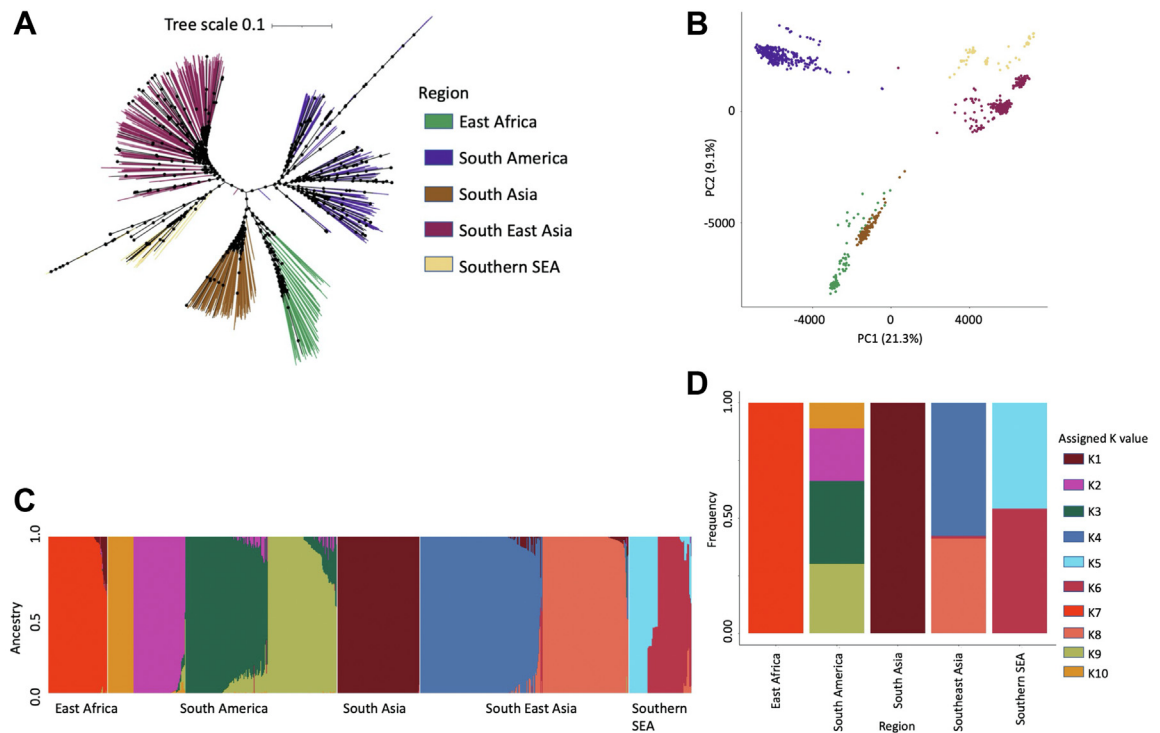 A
Tree scale 0.1
Region
East Africa
South America
South Asia
South East Asia
Southern SEA
B
0
-5000
PC2 (9.1%)
-4000 0 4000
PC1 (21.3%)
C
1.0
0.5
0.0
Ancestry
East Africa South America South Asia South East Asia Southern
SEA
D
1.00
0.50
0.00
Frequency
East Africa
South America
South Asia
Southeast Asia
Southern SEA
Region
Assigned K value
K1
K2
K3
K4
K5
K6
K7
K8
K9
K10